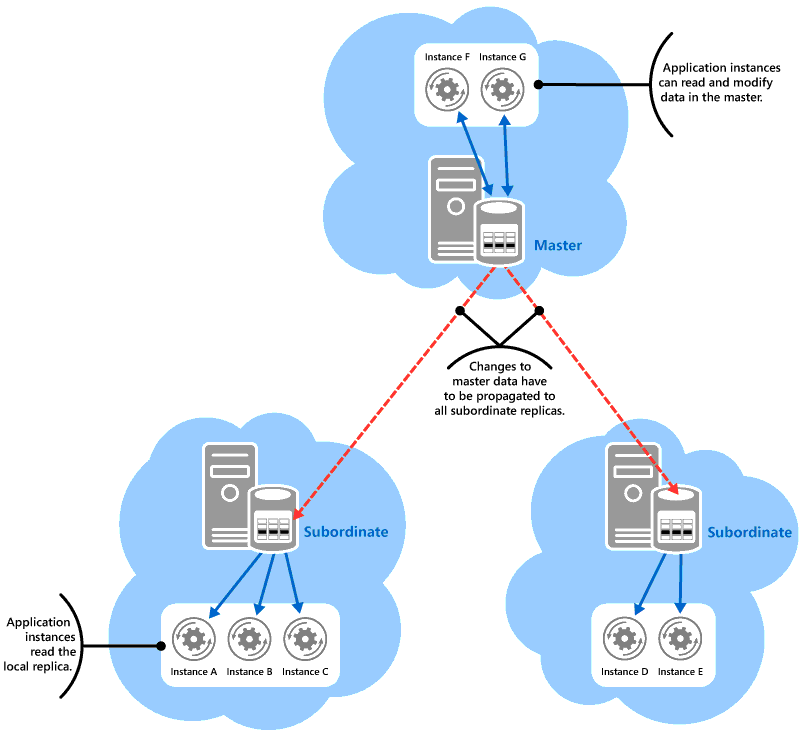 Instance F
Instance G
Application instances
can read and modify
data in the master.
Master
Changes to
master data have
to be propagated to
all subordinate replicas.
Subordinate
Subordinate
Application
instances
read the
local replica.
Instance A
Instance B
Instance C
Instance D
Instance E